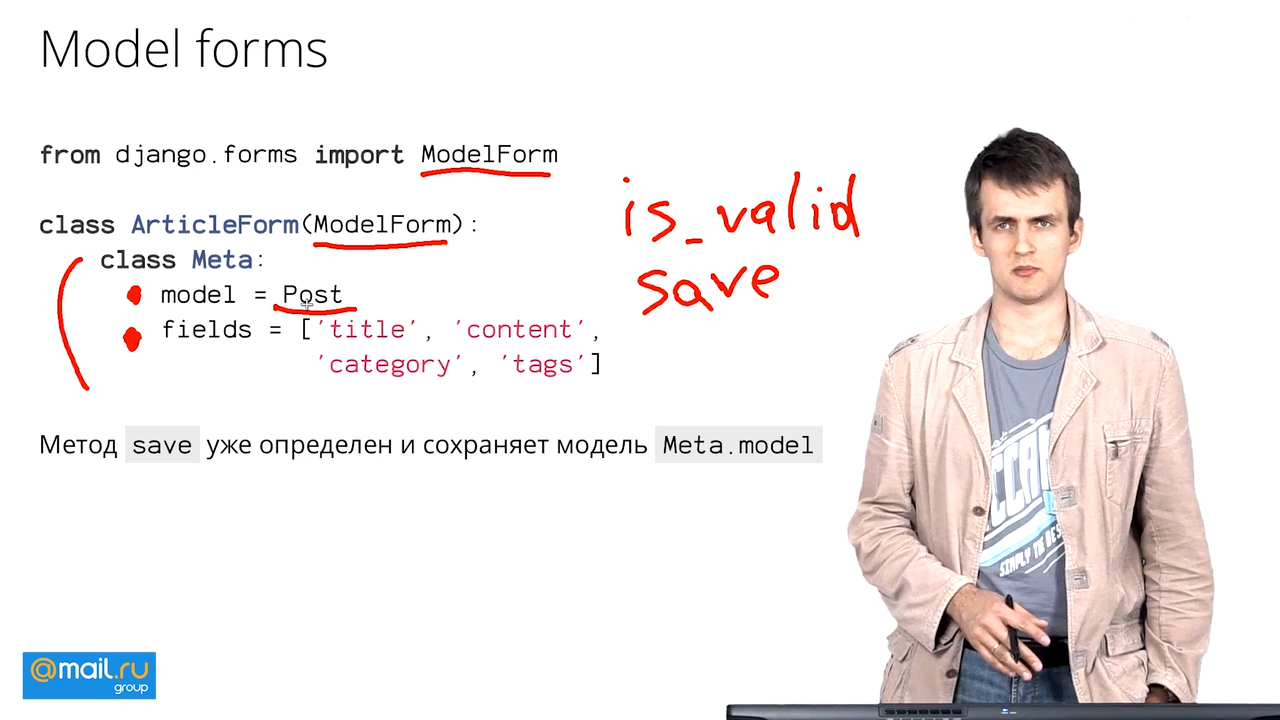 Model forms
from django.forms import ModelForm
class ArticleForm(ModelForm):
class Meta:
model = Post
fields = ['title', 'content',
'category', 'tags']
is_valid
save
Метод save уже определен и сохраняет модель Meta.model
@mail.ru
group